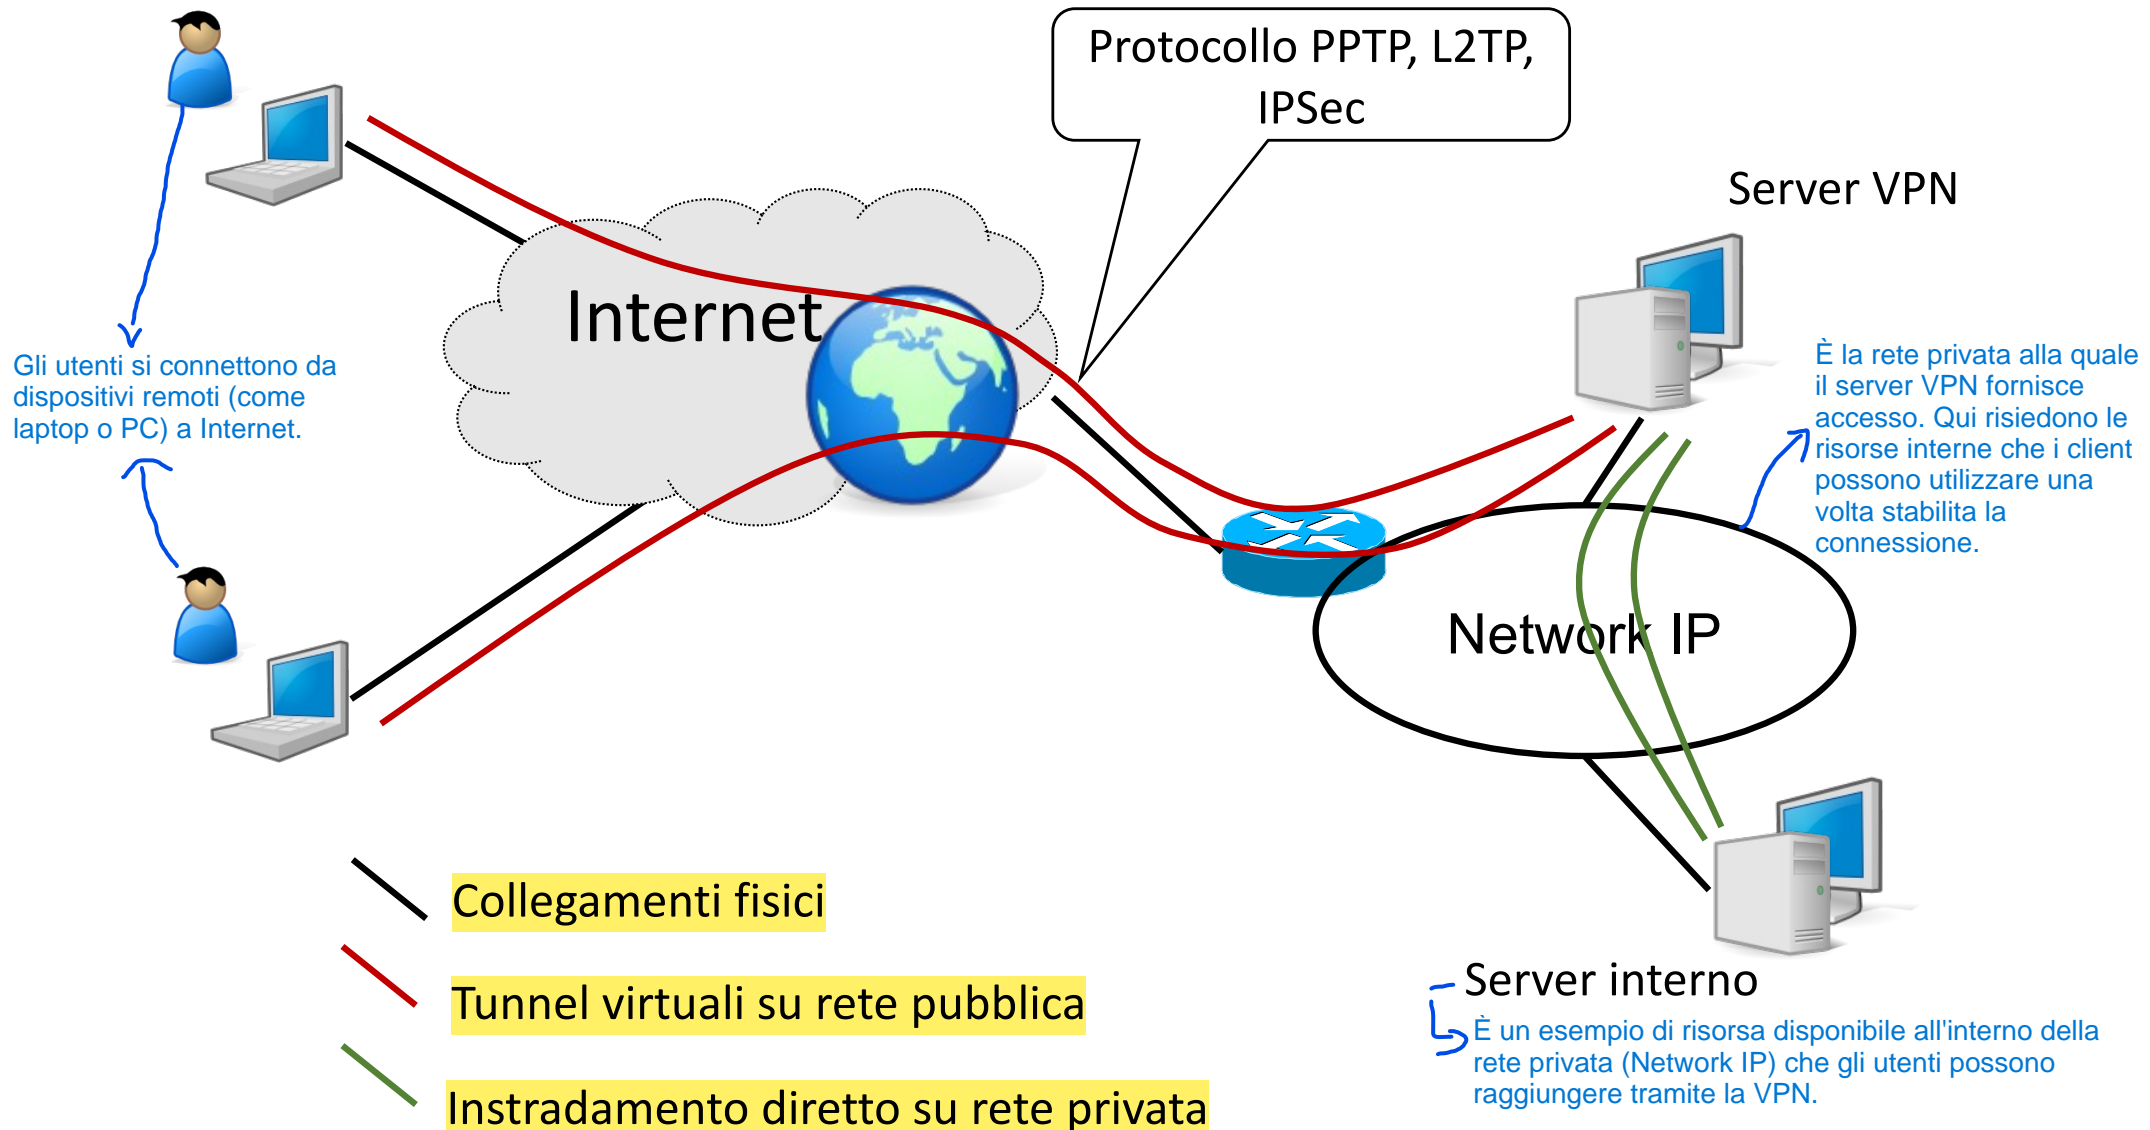 Protocollo PPTP, L2TP,
IPSec
Server VPN
Internet
Gli utenti si connettono da
dispositivi remoti (come
laptop o PC) a Internet.
È la rete privata alla quale
il server VPN fornisce
accesso. Qui risiedono le
risorse interne che i client
possono utilizzare una
volta stabilita la
connessione.
Network IP
Collegamenti fisici
Tunnel virtuali su rete pubblica
Instradamento diretto su rete privata
Server interno
È un esempio di risorsa disponibile all'interno della
rete privata (Network IP) che gli utenti possono
raggiungere tramite la VPN.